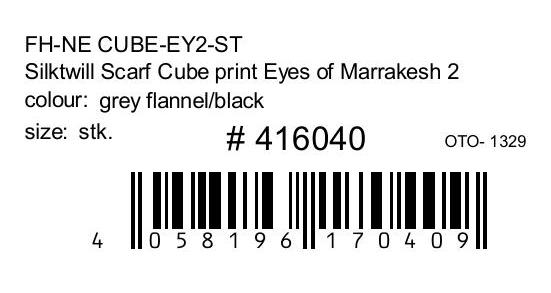 FH-NE CUBE-EY2-ST
Silktwill Scarf Cube print Eyes of Marrakesh 2
colour: grey flannel/black
size: stk.
# 416040
OTO- 1329
4 058196 170409